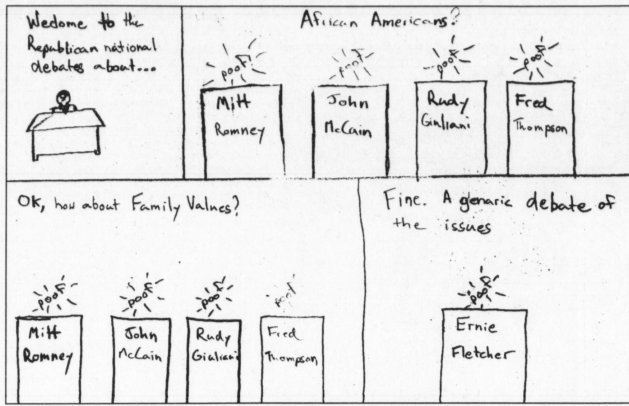 Wedome to the
Republican national
debates about...
African Americans?
poof
poof
poof
poof
Mitt
Romney
John
McCain
Rudy
Giuliani
Fred
Thompson
OK, how about Family Values?
poof
poof
poof
poof
Mitt
Romney
John
McCain
Rudy
Giuliani
Fred
Thompson
Fine. A genaric debate of
the issues
poof
Ernie
Fletcher